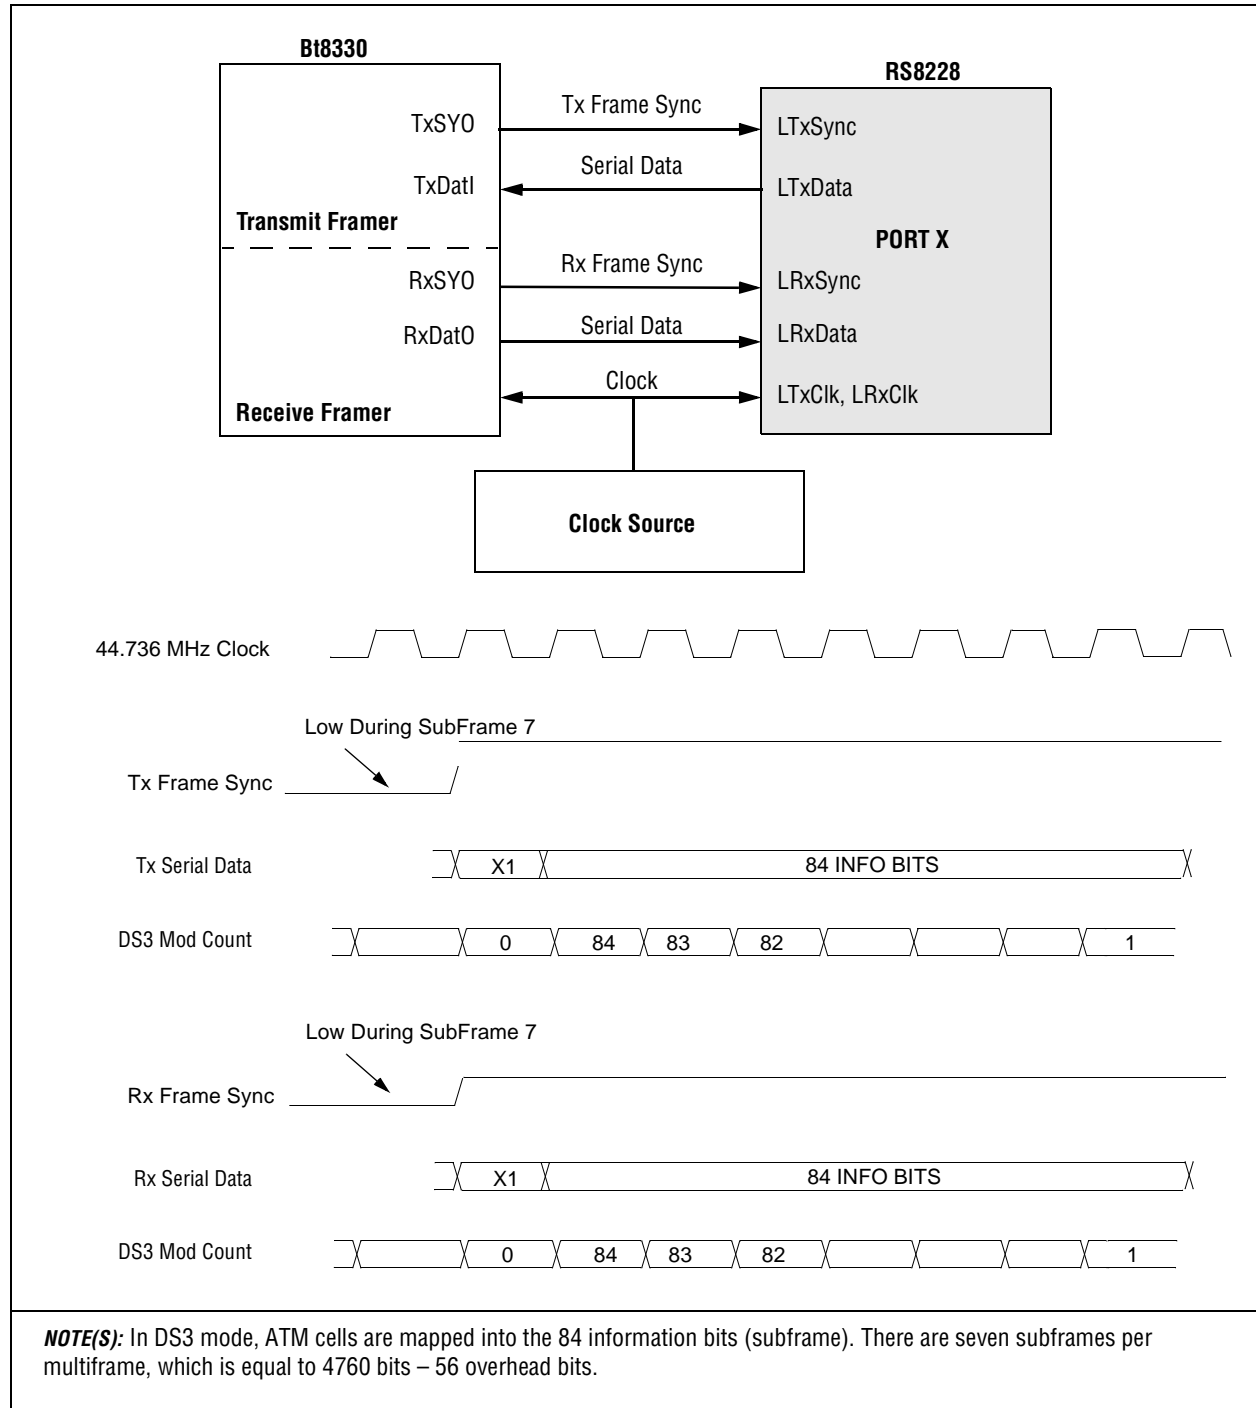 Bt8330
RS8228
TxSYO
Tx Frame Sync
LTxSync
TxDatI
Serial Data
LTxData
Transmit Framer
PORT X
RxSYO
Rx Frame Sync
LRxSync
RxDatO
Serial Data
LRxData
Clock
LTxClk, LRxClk
Receive Framer
Clock Source
44.736 MHz Clock
Low During SubFrame 7
Tx Frame Sync
Tx Serial Data X1 84 INFO BITS
DS3 Mod Count 0 84 83 82 1
Low During SubFrame 7
Rx Frame Sync
Rx Serial Data X1 84 INFO BITS
DS3 Mod Count 0 84 83 82 1
NOTE(S): In DS3 mode, ATM cells are mapped into the 84 information bits (subframe). There are seven subframes per
multiframe, which is equal to 4760 bits – 56 overhead bits.